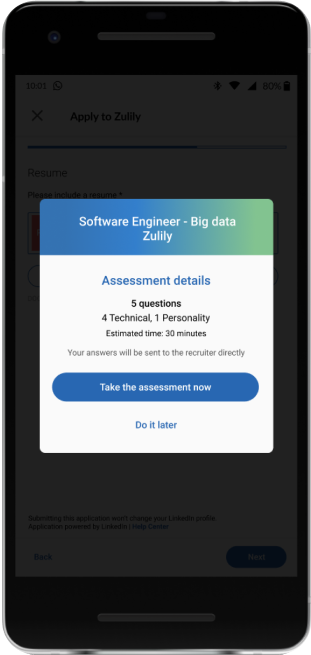 10:01
80%
Apply to Zulily
Resume
Please include a resume *
Software Engineer - Big data
Zulily
Assessment details
5 questions
4 Technical, 1 Personality
Estimated time: 30 minutes
Your answers will be sent to the recruiter directly
Take the assessment now
Do it later
Submitting this application won't change your LinkedIn profile.
Application powered by LinkedIn | Help Center
Back
Next